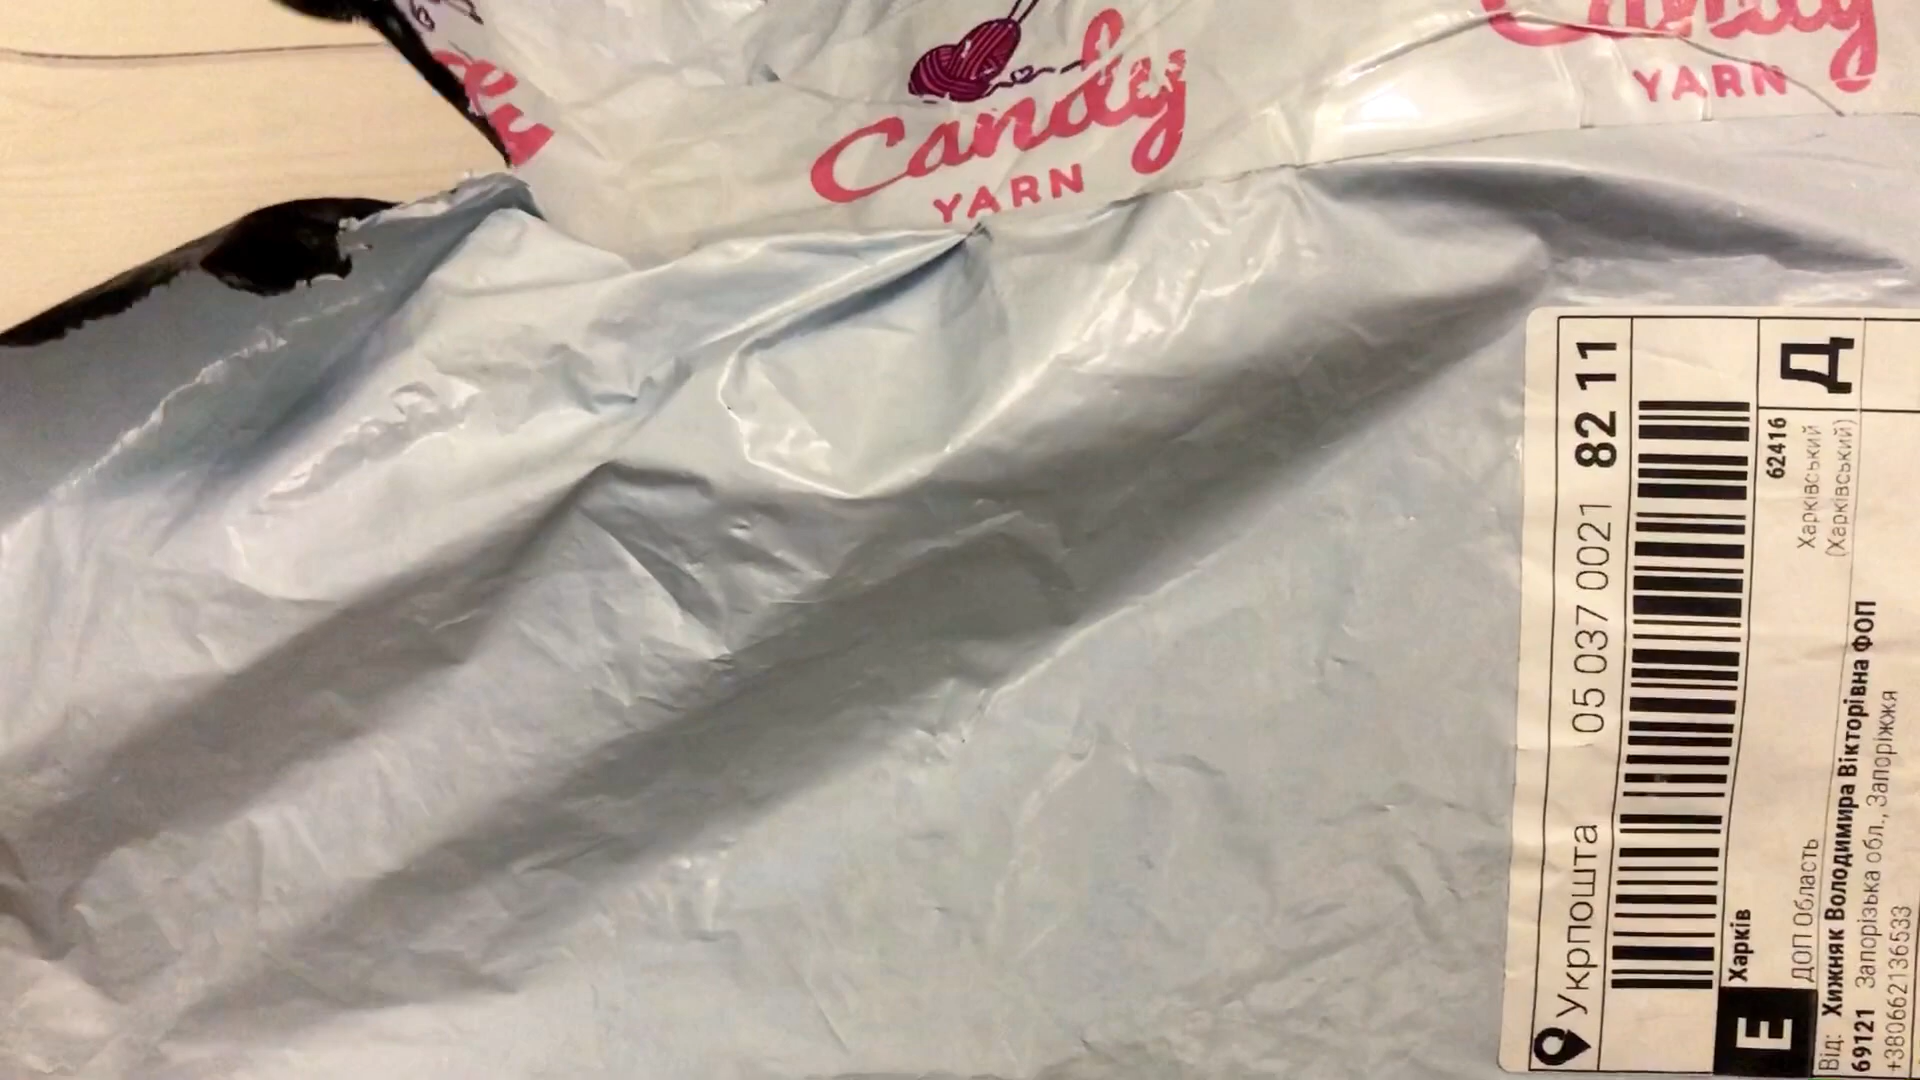 Candy
YARN
Candy
YARN
dy
Укрпошта 05 037 0021 82 11
Е
Харків
62416
Д
ДОП Область
Харківський
(Харківський)
Від: Хижняк Володимира Вікторівна ФОП
69121 Запорізька обл., Запоріжжя
+380662136533